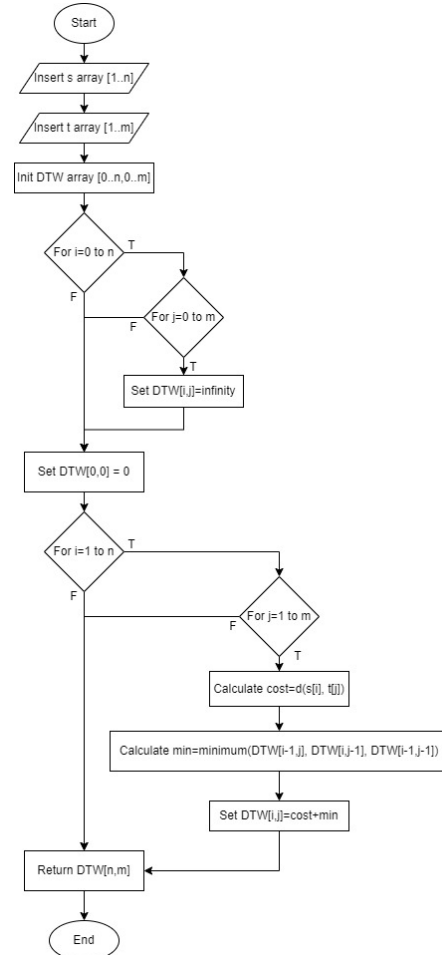 Start
Insert s array [1..n]
Insert t array [1..m]
Init DTW array [0..n,0..m]
For i=0 to n
T
F
For j=0 to m
F
T
Set DTW[i,j]=infinity
Set DTW[0,0] = 0
For i=1 to n
T
F
For j=1 to m
F
T
Calculate cost=d(s[i], t[j])
Calculate min=minimum(DTW[i-1,j], DTW[i,j-1], DTW[i-1,j-1])
Set DTW[i,j]=cost+min
Return DTW[n,m]
End